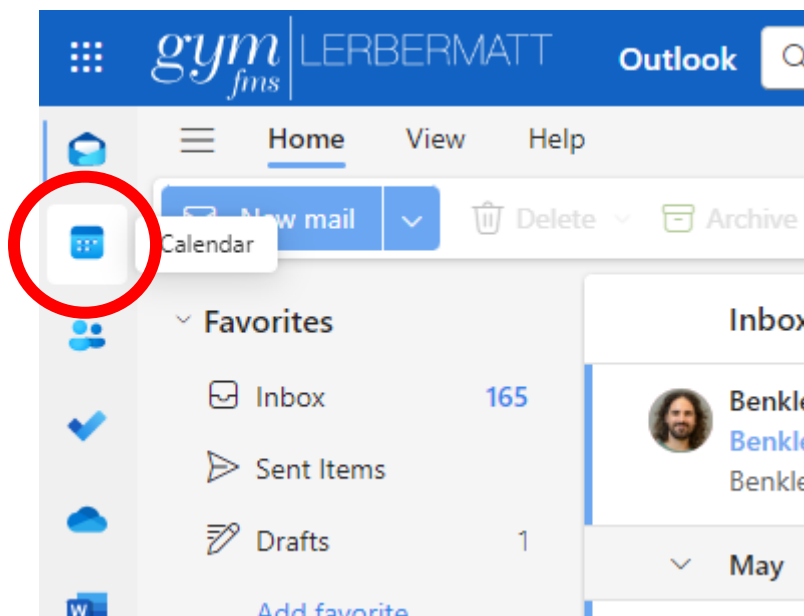 gym fms LERBERMATT Outlook
Home View Help
New mail Delete Archive
Calendar
Favorites
Inbox
Inbox 165
Sent Items
Drafts 1
Add favorite
Benkle
Benkle
Benkle
May
W